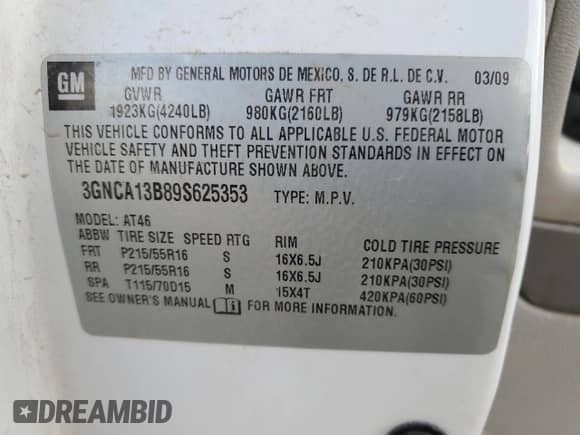 GM
MFD BY GENERAL MOTORS DE MEXICO, S. DE R.L. DE C.V. 03/09
GVWR GAWR FRT GAWR RR
1923KG(4240LB) 980KG(2160LB) 979KG(2158LB)
THIS VEHICLE CONFORMS TO ALL APPLICABLE U.S. FEDERAL MOTOR
VEHICLE SAFETY AND THEFT PREVENTION STANDARDS IN EFFECT ON
THE DATE OF MANUFACTURE SHOWN ABOVE.
3GNCA13B89S625353 TYPE: M.P.V.
MODEL: AT46
ABBW TIRE SIZE SPEED RTG RIM COLD TIRE PRESSURE
FRT P215/55R16 S 16X6.5J 210KPA(30PSI)
RR P215/55R16 S 16X6.5J 210KPA(30PSI)
SPA T115/70D15 M 15X4T 420KPA(60PSI)
SEE OWNER'S MANUAL FOR MORE INFORMATION.
DREAMBID